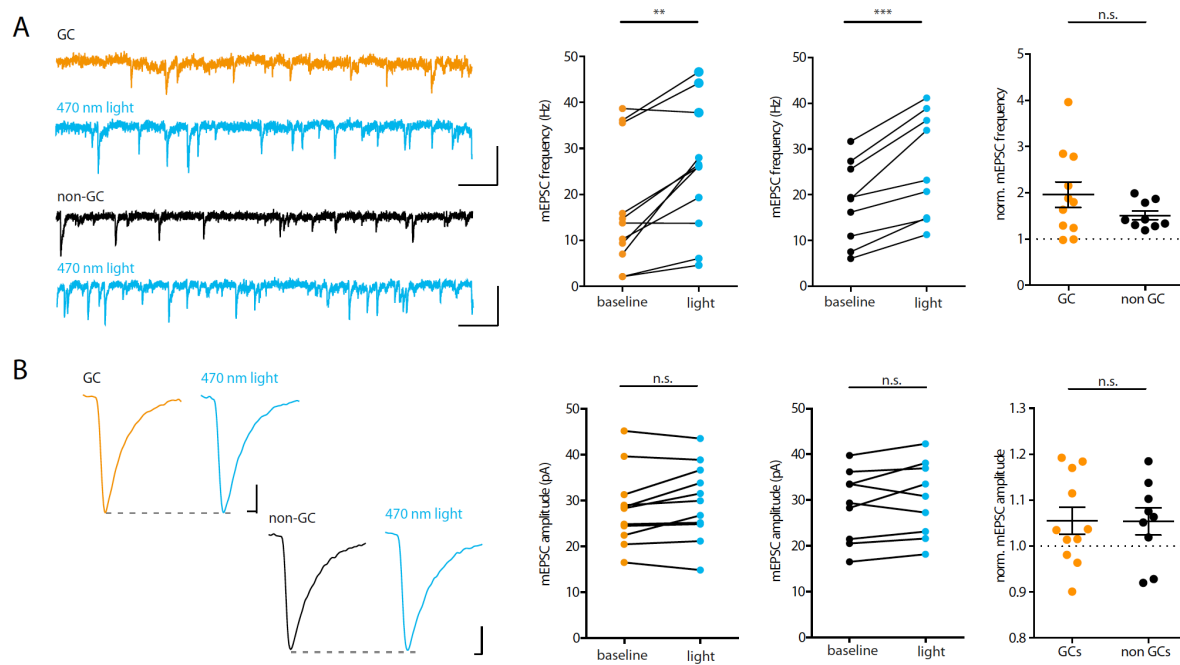 A
GC
470 nm light
non-GC
470 nm light
**
mEPSC frequency (Hz)
50
40
30
20
10
0
baseline
light
***
mEPSC frequency (Hz)
50
40
30
20
10
0
baseline
light
n.s.
norm. mEPSC frequency
5
4
3
2
1
0
GC
non GC
B
GC
470 nm light
non-GC
470 nm light
n.s.
mEPSC amplitude (pA)
50
40
30
20
10
0
baseline
light
n.s.
mEPSC amplitude (pA)
50
40
30
20
10
0
baseline
light
n.s.
norm. mEPSC amplitude
1.3
1.2
1.1
1.0
0.9
0.8
GCs
non GCs